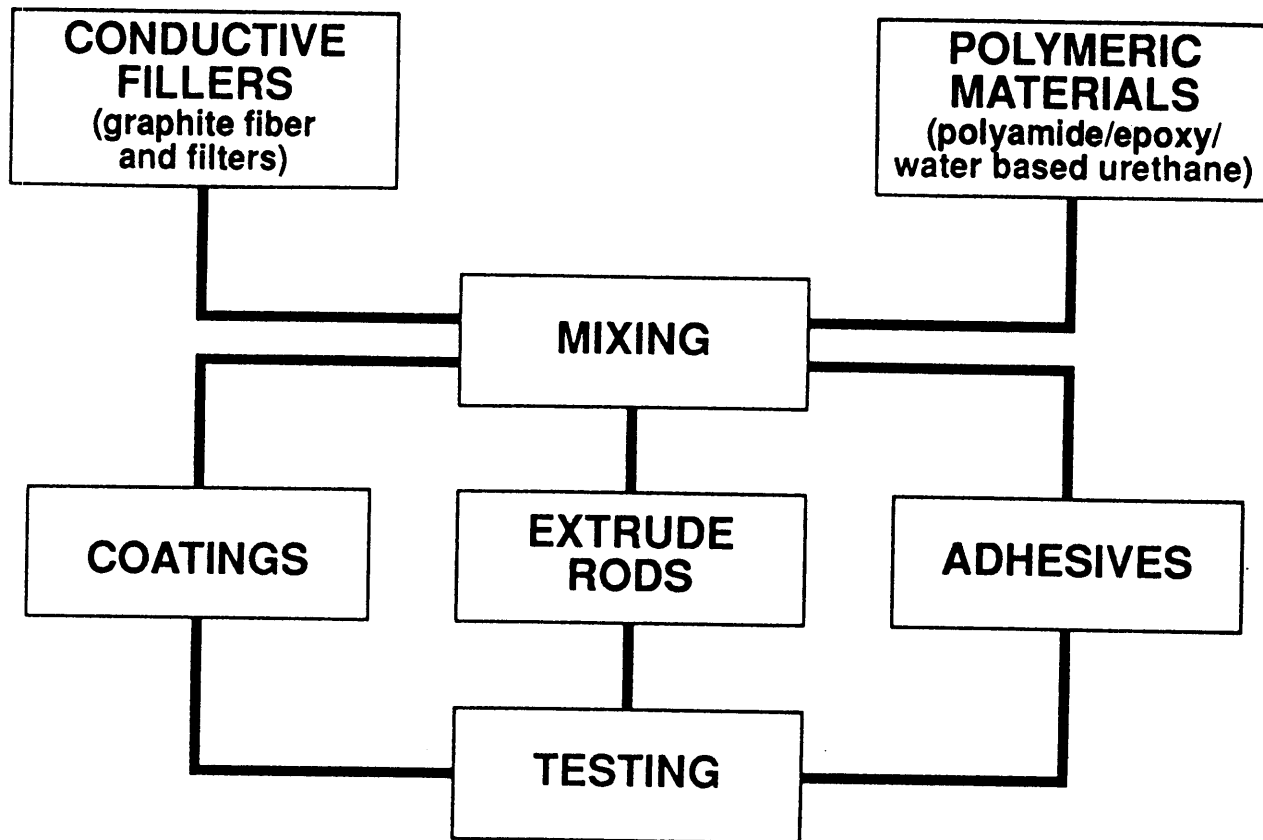 CONDUCTIVE
FILLERS
(graphite fiber
and filters)
POLYMERIC
MATERIALS
(polyamide/epoxy/
water based urethane)
MIXING
COATINGS
EXTRUDE
RODS
ADHESIVES
TESTING